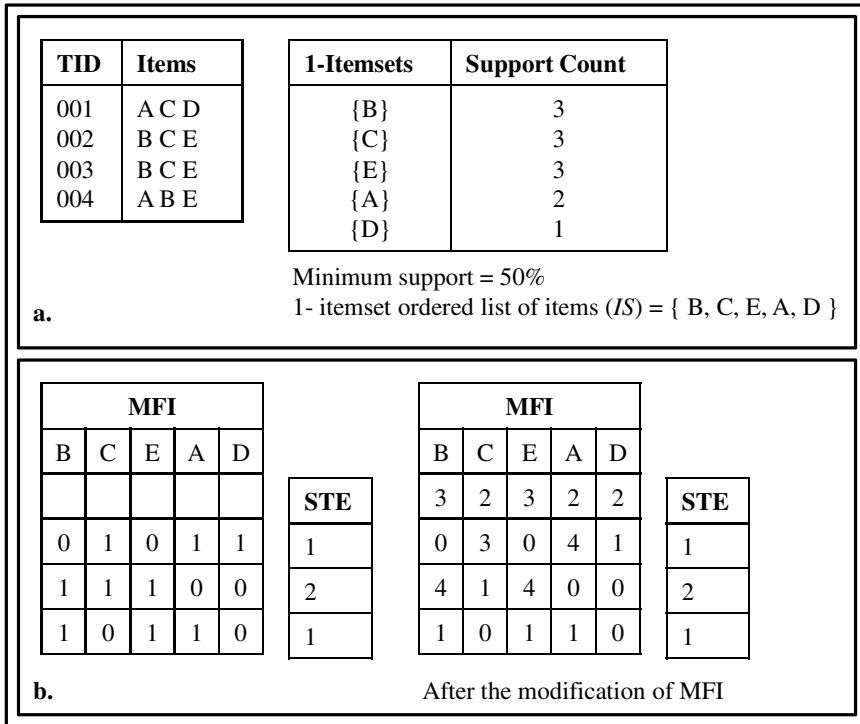 TID Items
001 A C D
002 B C E
003 B C E
004 A B E
1-Itemsets Support Count
{B} 3
{C} 3
{E} 3
{A} 2
{D} 1
Minimum support = 50%
1- itemset ordered list of items (IS) = { B, C, E, A, D }
a.
MFI
B C E A D
0 1 0 1 1
1 1 1 0 0
1 0 1 1 0
STE
1
2
1
MFI
B C E A D
3 2 3 2 2
0 3 0 4 1
4 1 4 0 0
1 0 1 1 0
STE
1
2
1
b.
After the modification of MFI